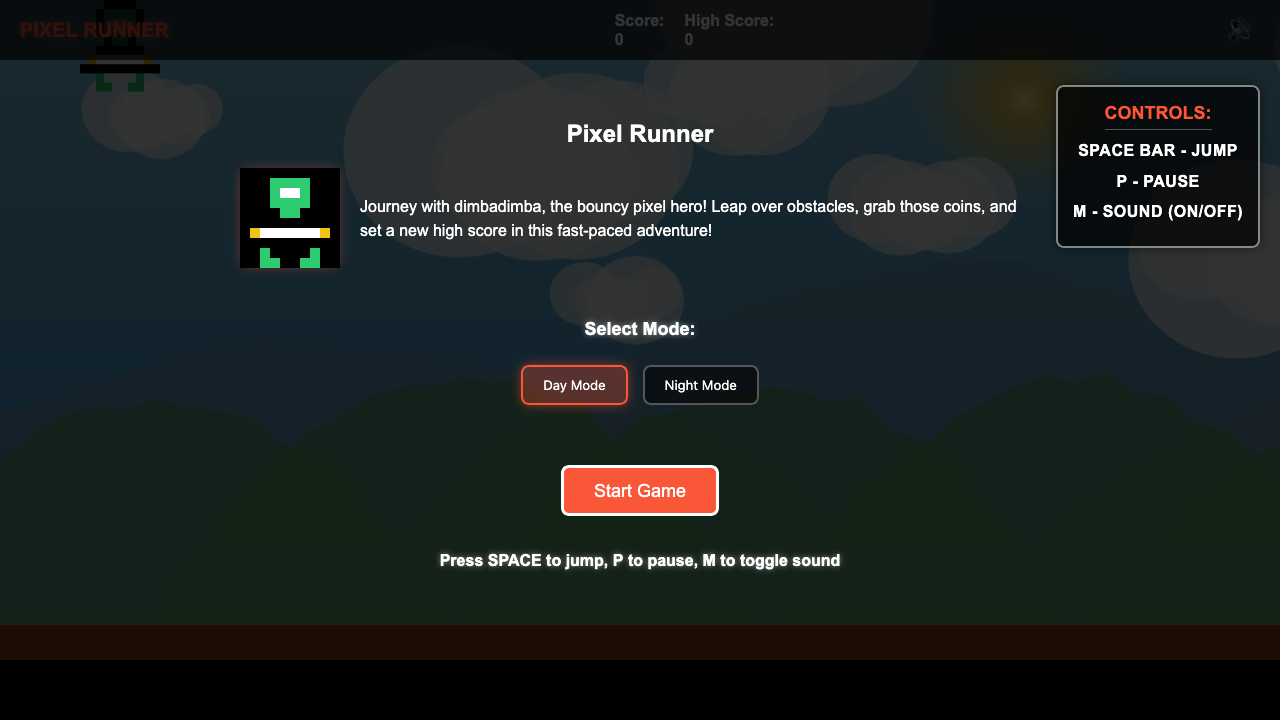 PIXEL RUNNER
Score:
0
High Score:
0
CONTROLS:
SPACE BAR - JUMP
P - PAUSE
M - SOUND (ON/OFF)
Pixel Runner
Journey with dimbadimba, the bouncy pixel hero! Leap over obstacles, grab those coins, and
set a new high score in this fast-paced adventure!
Select Mode:
Day Mode
Night Mode
Start Game
Press SPACE to jump, P to pause, M to toggle sound